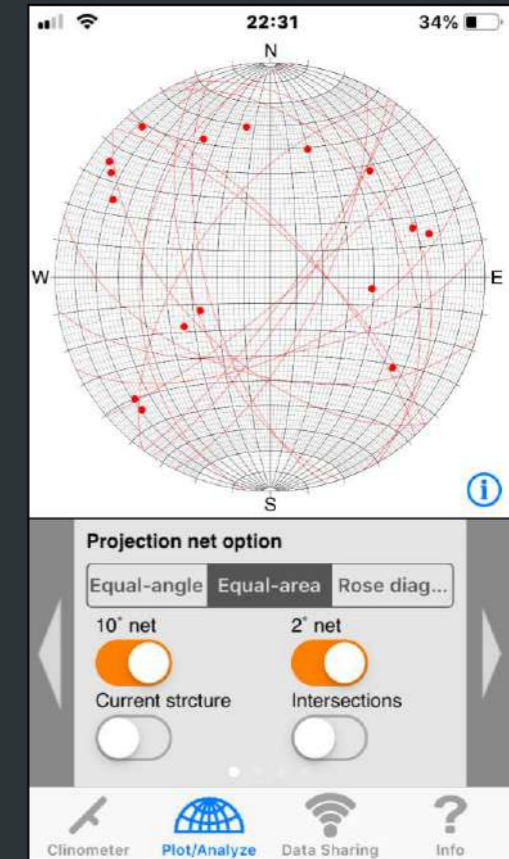 22:31
34%
N
W
E
S
i
Projection net option
Equal-angle Equal-area Rose diag...
10° net 2° net
Current strcture Intersections
Clinometer Plot/Analyze Data Sharing Info
?